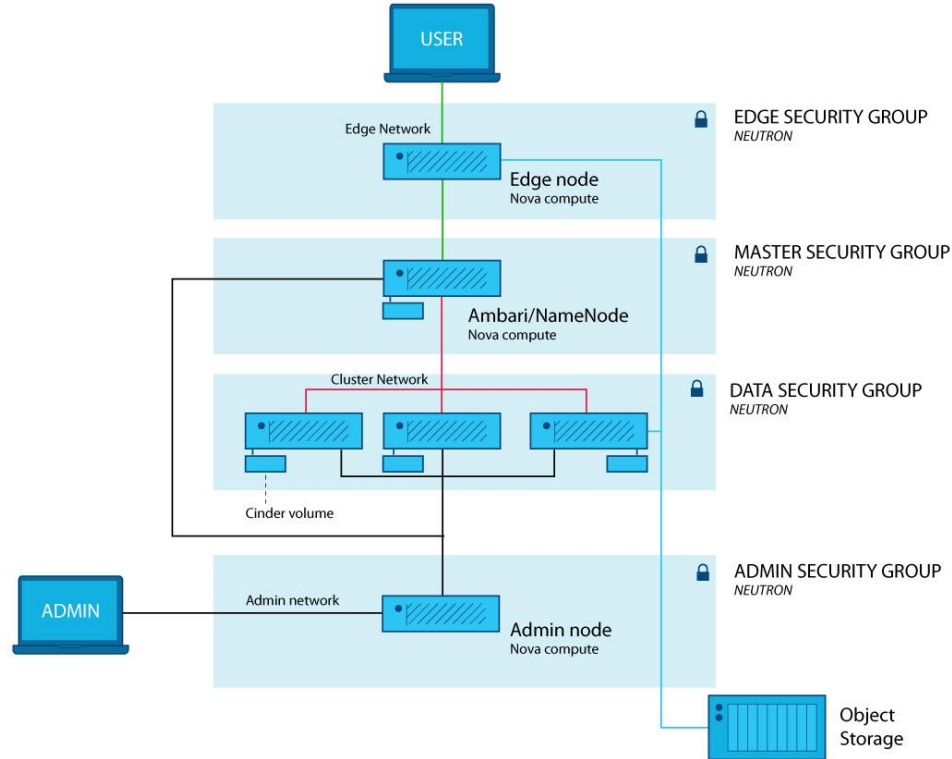 USER
EDGE SECURITY GROUP
NEUTRON
Edge Network
Edge node
Nova compute
MASTER SECURITY GROUP
NEUTRON
Ambari/NameNode
Nova compute
Cluster Network
DATA SECURITY GROUP
NEUTRON
Cinder volume
ADMIN SECURITY GROUP
NEUTRON
ADMIN
Admin network
Admin node
Nova compute
Object
Storage